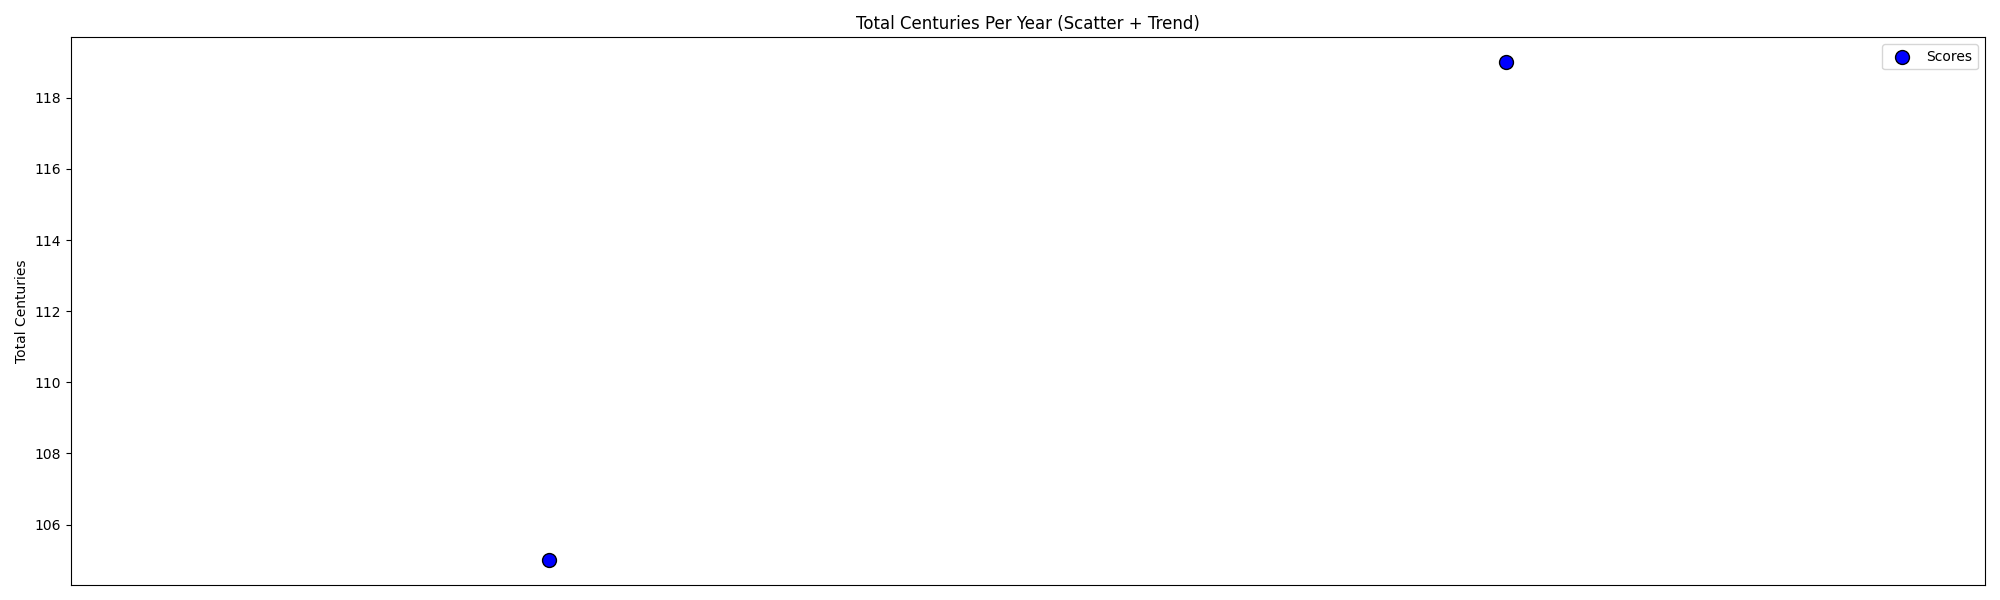 Total Centuries Per Year (Scatter + Trend)
Scores
118
116
114
112
110
108
106
Total Centuries